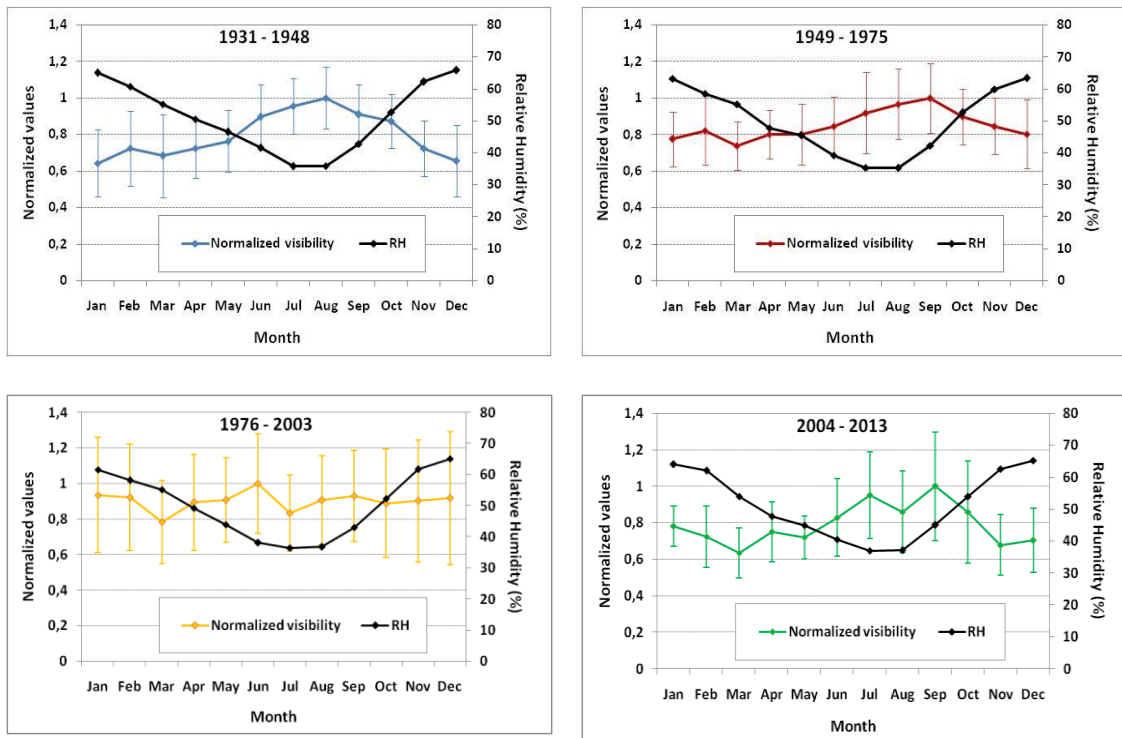 1931 - 1948
Normalized values
1,4
1,2
1
0,8
0,6
0,4
0,2
0
80
70
60
50
40
30
20
10
0
Relative Humidity (%)
Normalized visibility RH
Jan Feb Mar Apr May Jun Jul Aug Sep Oct Nov Dec
Month
1949 - 1975
Normalized values
1,4
1,2
1
0,8
0,6
0,4
0,2
0
80
70
60
50
40
30
20
10
0
Relative Humidity (%)
Normalized visibility RH
Jan Feb Mar Apr May Jun Jul Aug Sep Oct Nov Dec
Month
1976 - 2003
Normalized values
1,4
1,2
1
0,8
0,6
0,4
0,2
0
80
70
60
50
40
30
20
10
0
Relative Humidity (%)
Normalized visibility RH
Jan Feb Mar Apr May Jun Jul Aug Sep Oct Nov Dec
Month
2004 - 2013
Normalized values
1,4
1,2
1
0,8
0,6
0,4
0,2
0
80
70
60
50
40
30
20
10
0
Relative Humidity (%)
Normalized visibility RH
Jan Feb Mar Apr May Jun Jul Aug Sep Oct Nov Dec
Month